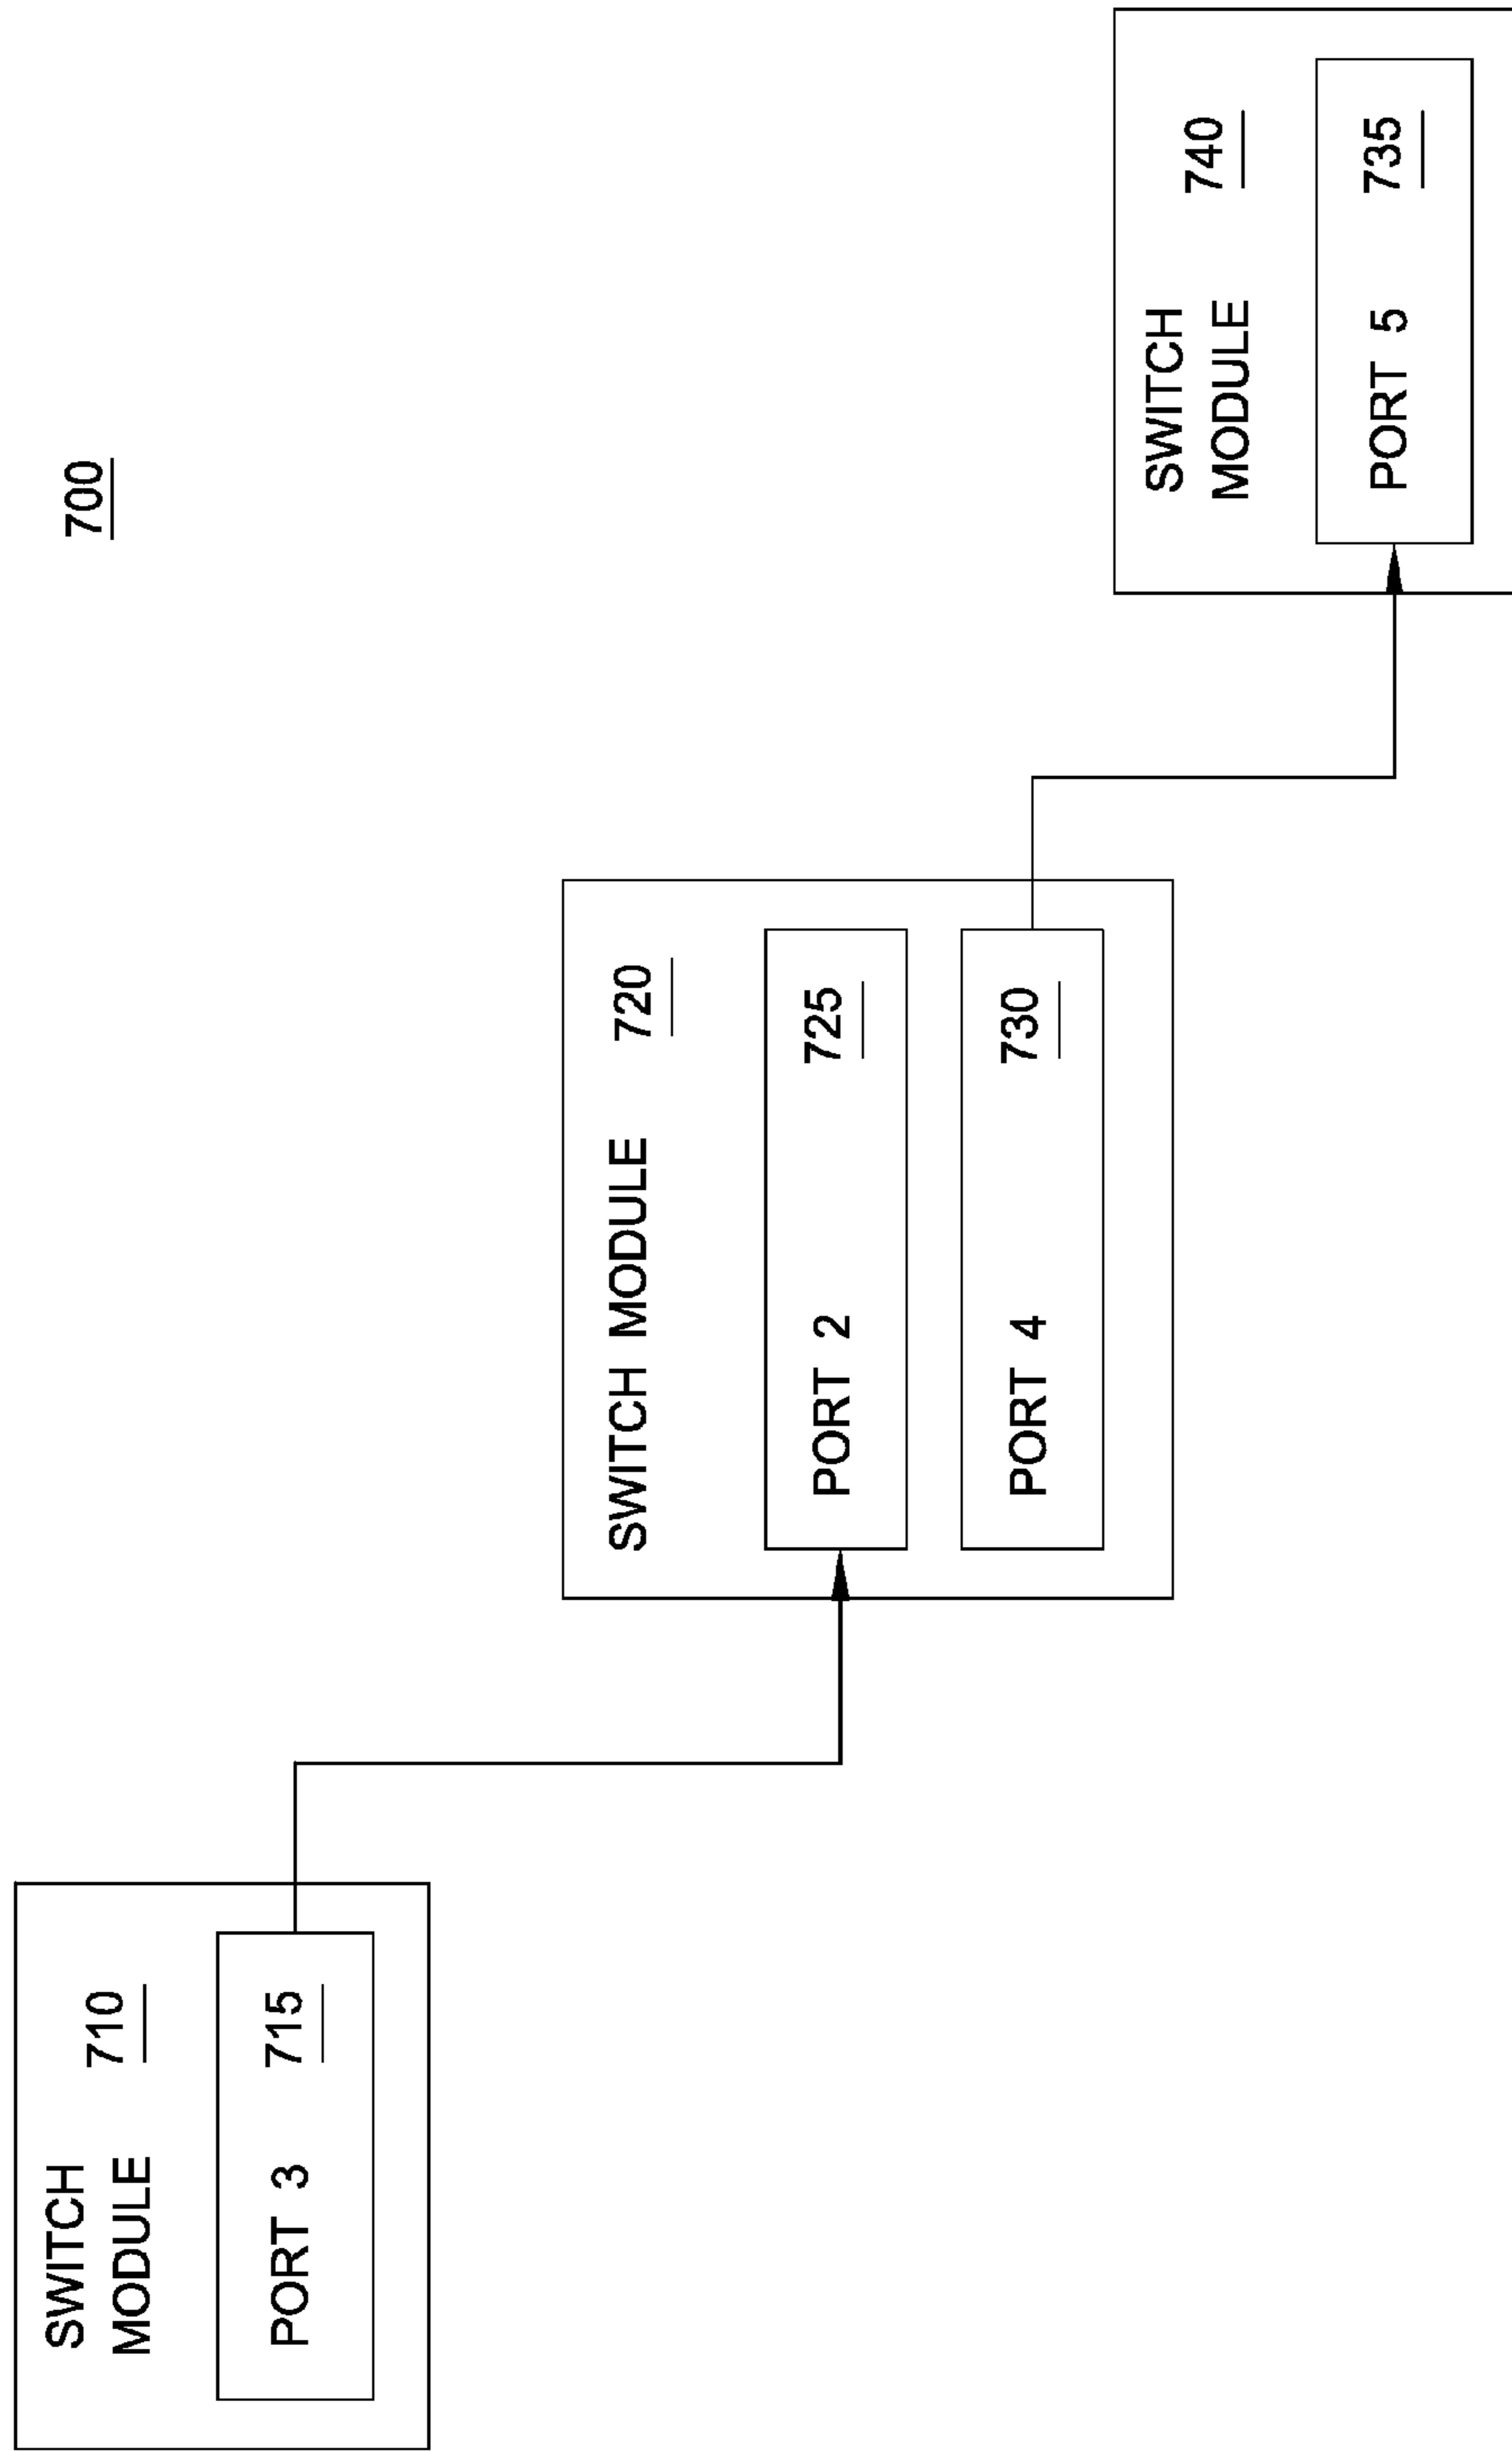 700
SWITCH
MODULE 710
PORT 3 715
SWITCH MODULE 720
PORT 2 725
PORT 4 730
SWITCH
MODULE 740
PORT 5 735